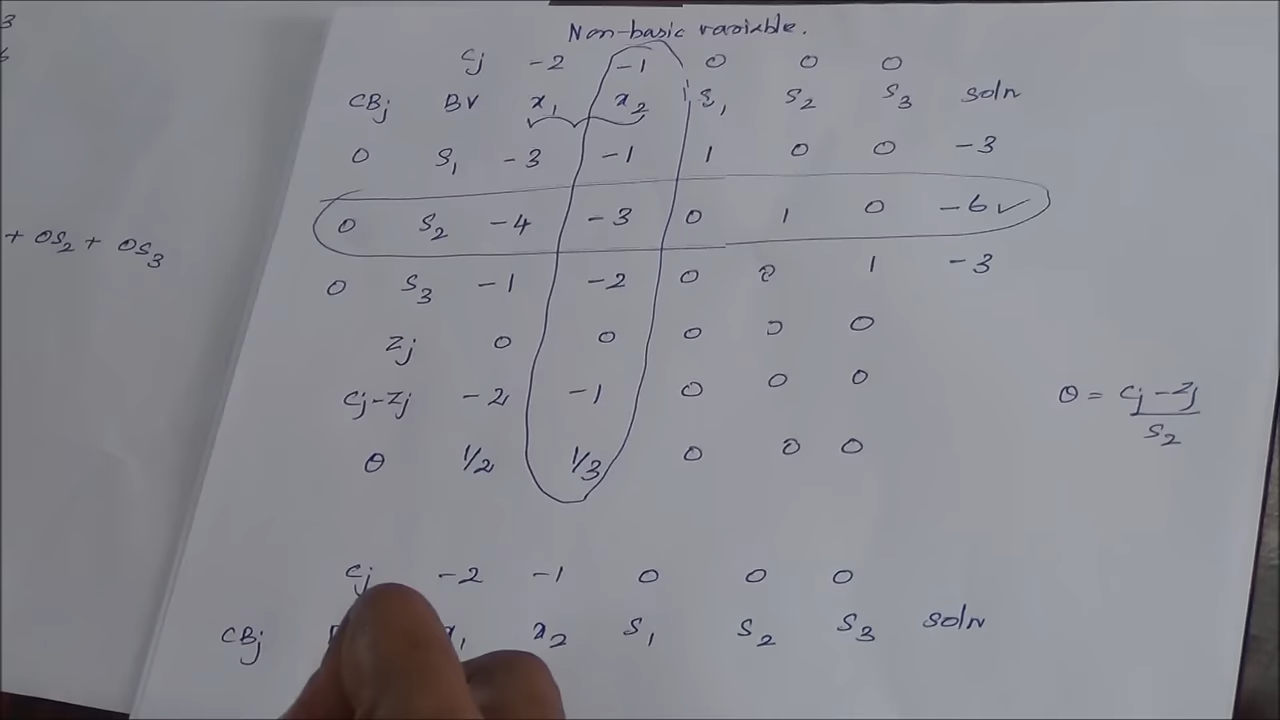 3
6
+ 0s2 + 0s3
Non-basic variable.
Cj -2 -1 0 0 0
CBj BV x1 x2 s1 s2 s3 soln
0 s1 -3 -1 1 0 0 -3
0 s2 -4 -3 0 1 0 -6 ✓
0 s3 -1 -2 0 0 1 -3
Zj 0 0 0 0 0
Cj-Zj -2 -1 0 0 0
θ 1/2 1/3 0 0 0
θ = Cj-Zj
s2
Cj -2 -1 0 0 0
CBj x1 x2 s1 s2 s3 soln